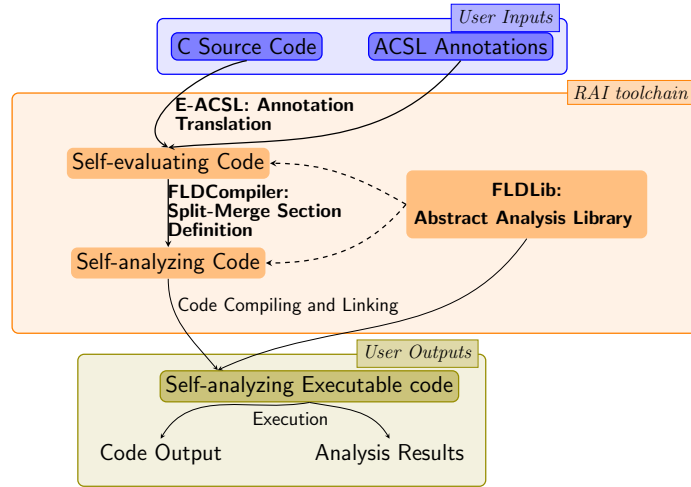 User Inputs
C Source Code
ACSL Annotations
RAI toolchain
E-ACSL: Annotation
Translation
Self-evaluating Code
FLDCompiler:
Split-Merge Section
Definition
FLDLib:
Abstract Analysis Library
Self-analyzing Code
Code Compiling and Linking
User Outputs
Self-analyzing Executable code
Execution
Code Output
Analysis Results